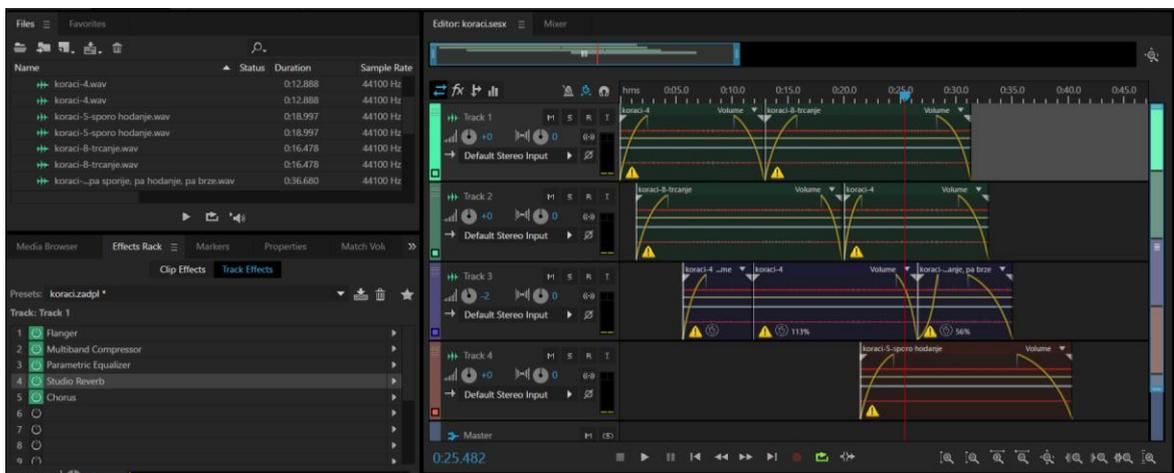 Files Favorites
Name Status Duration Sample Rate
koraci-4.wav 0:12.888 44100 Hz
koraci-4.wav 0:12.888 44100 Hz
koraci-5-sporo hodanje.wav 0:18.997 44100 Hz
koraci-5-sporo hodanje.wav 0:18.997 44100 Hz
koraci-8-trcanje.wav 0:16.478 44100 Hz
koraci-8-trcanje.wav 0:16.478 44100 Hz
koraci-...pa sporije, pa hodanje, pa brze.wav 0:36.680 44100 Hz
Media Browser Effects Rack Markers Properties Match Volu
Clip Effects Track Effects
Presets: koraci.zadpl *
Track: Track 1
1 Flanger
2 Multiband Compressor
3 Parametric Equalizer
4 Studio Reverb
5 Chorus
6
7
8
9
Editor: koraci.sesx Mixer
fx
hms 0:05.0 0:10.0 0:15.0 0:20.0 0:25.0 0:30.0 0:35.0 0:40.0 0:45.0
Track 1 M S R I
+0 0
Default Stereo Input
koraci-4 Volume koraci-8-trcanje Volume
Track 2 M S R I
+0 0
Default Stereo Input
koraci-8-trcanje Volume koraci-4 Volume
Track 3 M S R I
-2 0
Default Stereo Input
koraci-4 ...me koraci-4 Volume koraci-...anje, pa brze
113% 56%
Track 4 M S R I
+0 0
Default Stereo Input
koraci-5-sporo hodanje Volume
Master M (S)
0:25.482